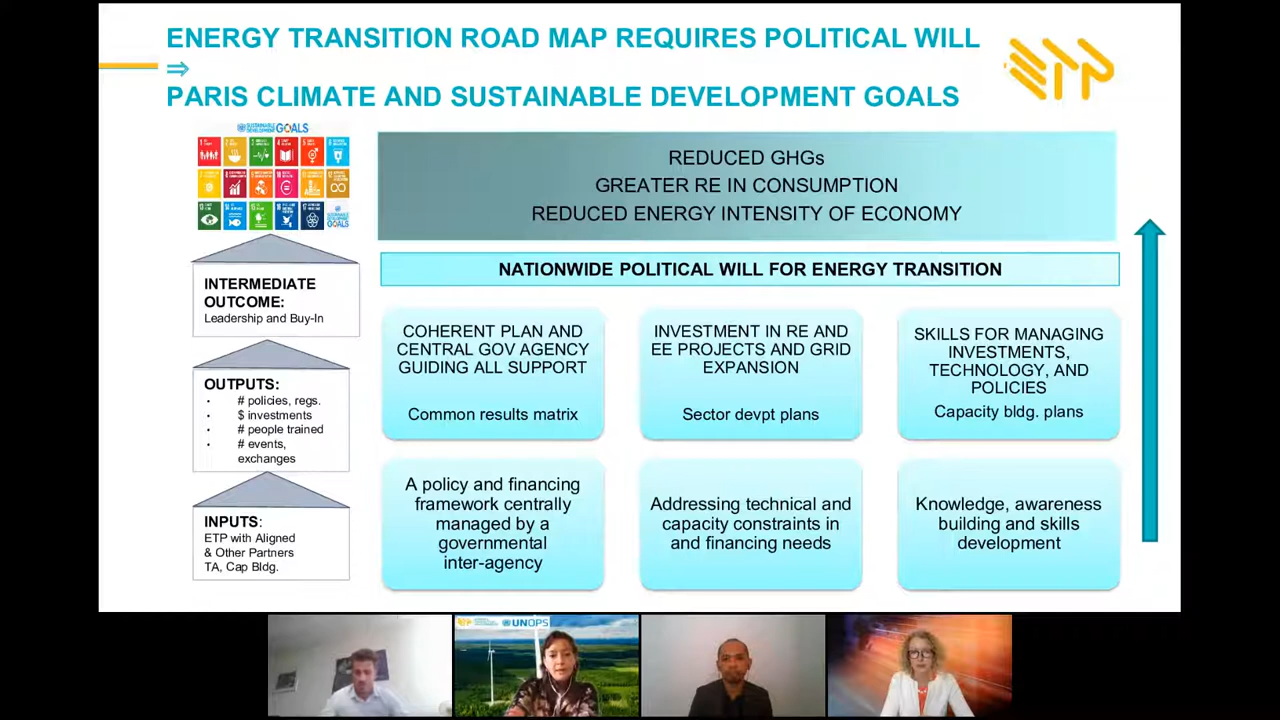 ENERGY TRANSITION ROAD MAP REQUIRES POLITICAL WILL
⇒
PARIS CLIMATE AND SUSTAINABLE DEVELOPMENT GOALS
ETP
SUSTAINABLE DEVELOPMENT GOALS
REDUCED GHGs
GREATER RE IN CONSUMPTION
REDUCED ENERGY INTENSITY OF ECONOMY
NATIONWIDE POLITICAL WILL FOR ENERGY TRANSITION
INTERMEDIATE
OUTCOME:
Leadership and Buy-In
COHERENT PLAN AND
CENTRAL GOV AGENCY
GUIDING ALL SUPPORT
Common results matrix
INVESTMENT IN RE AND
EE PROJECTS AND GRID
EXPANSION
Sector devpt plans
SKILLS FOR MANAGING
INVESTMENTS,
TECHNOLOGY, AND
POLICIES
Capacity bldg. plans
OUTPUTS:
• # policies, regs.
• $ investments
• # people trained
• # events,
exchanges
INPUTS:
ETP with Aligned
& Other Partners
TA, Cap Bldg.
A policy and financing
framework centrally
managed by a
governmental
inter-agency
Addressing technical and
capacity constraints in
and financing needs
Knowledge, awareness
building and skills
development
UNOPS